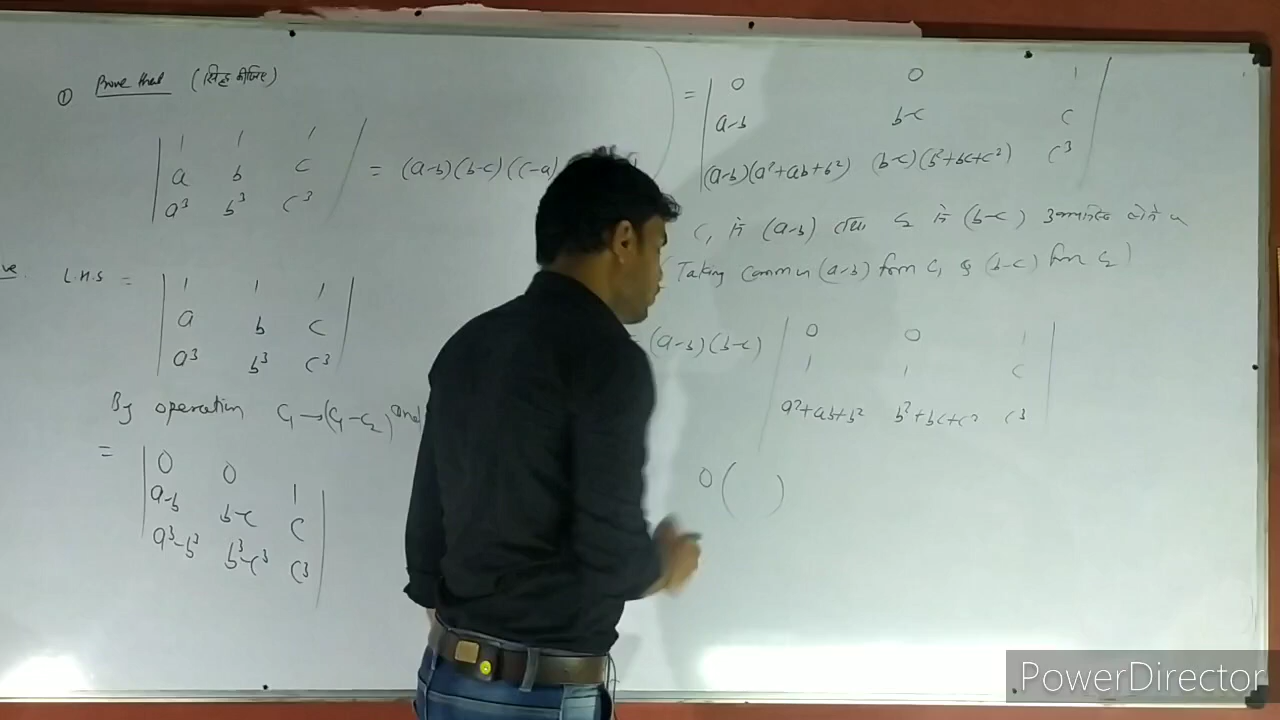 ① Prove that (सिद्ध कीजिए)
| 1 1 1 |
| a b c | = (a-b)(b-c)(c-a)
| a³ b³ c³ |
L.H.S = | 1 1 1 |
| a b c |
| a³ b³ c³ |
By operation C₁→(C₁-C₂) and
= | 0 0 1 |
| a-b b-c c |
| a³-b³ b³-c³ c³ |
= | 0 0 1 |
| a-b b-c c |
| (a-b)(a²+ab+b²) (b-c)(b²+bc+c²) c³ |
C₁ से (a-b) तथा C₂ से (b-c)
(Taking common (a-b) from C₁ & (b-c) from C₂)
= (a-b)(b-c) | 0 0 1 |
| 1 1 c |
| a²+ab+b² b²+bc+c² c³ |
0( )
PowerDirector